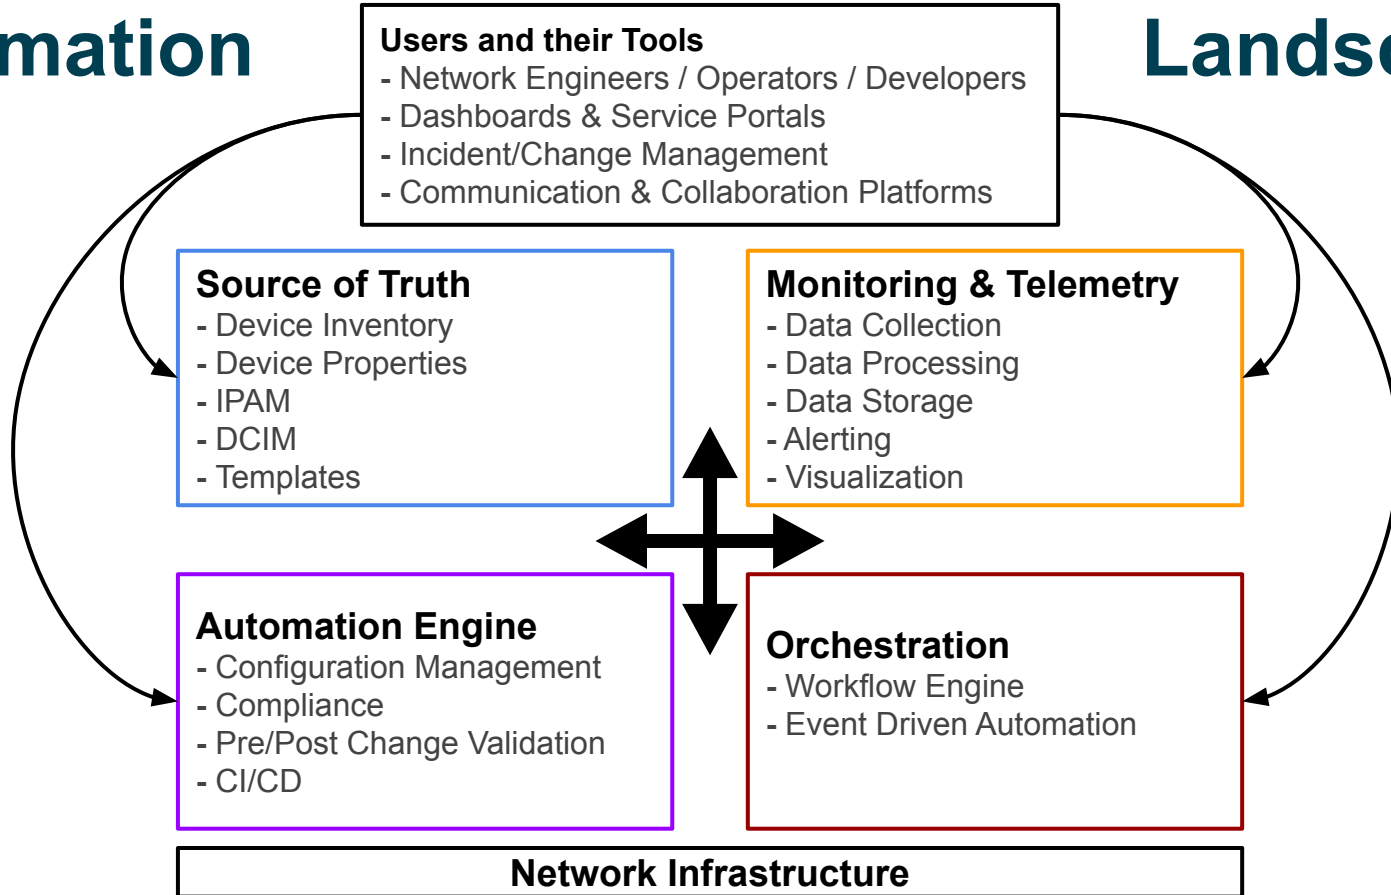 mation
Lands
Users and their Tools
- Network Engineers / Operators / Developers
- Dashboards & Service Portals
- Incident/Change Management
- Communication & Collaboration Platforms
Source of Truth
- Device Inventory
- Device Properties
- IPAM
- DCIM
- Templates
Monitoring & Telemetry
- Data Collection
- Data Processing
- Data Storage
- Alerting
- Visualization
Automation Engine
- Configuration Management
- Compliance
- Pre/Post Change Validation
- CI/CD
Orchestration
- Workflow Engine
- Event Driven Automation
Network Infrastructure